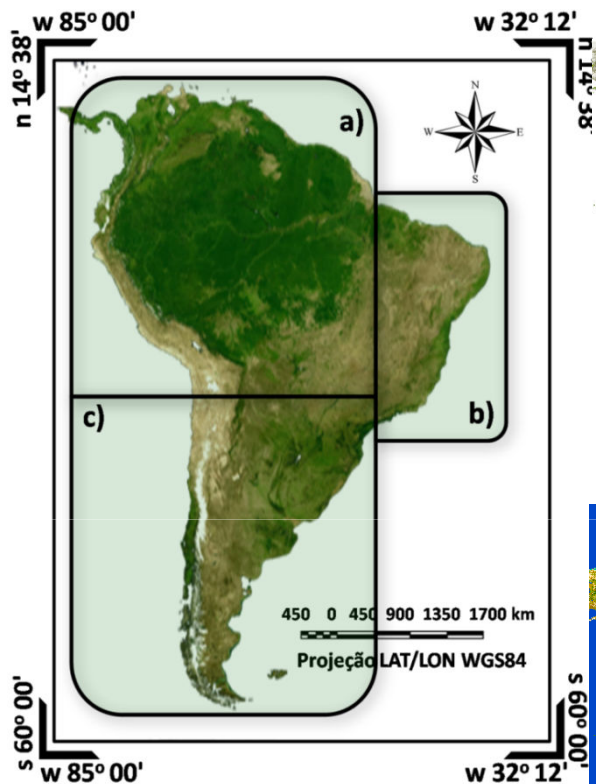 w 85º 00'
w 32º 12'
n 14º 38'
n 14º 38'
N
W
E
S
a)
b)
c)
450 0 450 900 1350 1700 km
Projeção LAT/LON WGS84
s 60º 00'
s 60º 00'
w 85º 00'
w 32º 12'